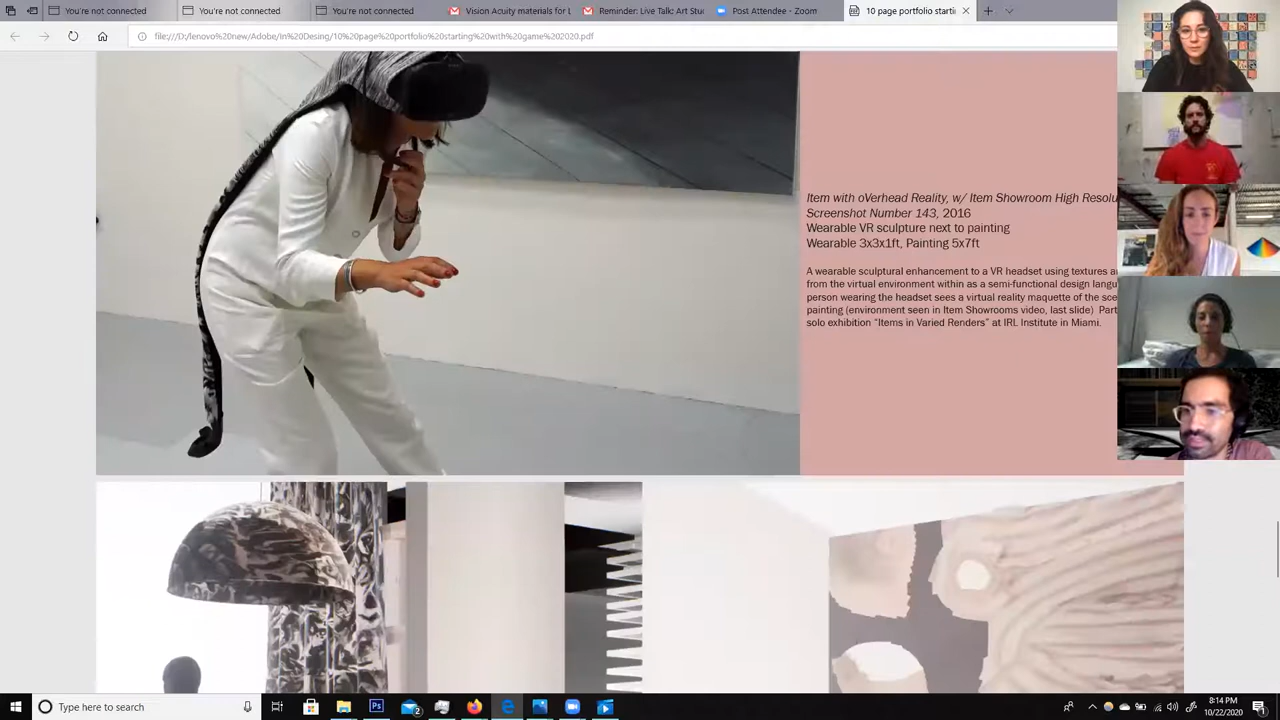 You're not connected
You're not connected
You're not connected
Vision Acuity materials for L
Reminder: Live Talk: Art Stu
Post Attendee - Zoom
10 page portfolio starti
file:///D:/lenovo%20new/Adobe/In%20Desing/10%20page%20portfolio%20starting%20with%20game%202020.pdf
Item with oVerhead Reality, w/ Item Showroom High Resolu
Screenshot Number 143, 2016
Wearable VR sculpture next to painting
Wearable 3x3x1ft, Painting 5x7ft
A wearable sculptural enhancement to a VR headset using textures a
from the virtual environment within as a semi-functional design langu
person wearing the headset sees a virtual reality maquette of the sce
painting (environment seen in Item Showrooms video, last slide) Part
solo exhibition "Items in Varied Renders" at IRL Institute in Miami.
Type here to search
Ps
2
8:14 PM
10/22/2020
1